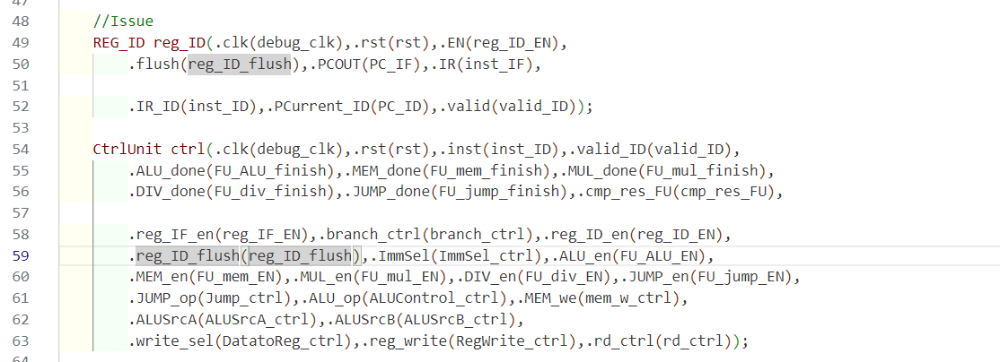 48 //Issue
49 REG_ID reg_ID(.clk(debug_clk),.rst(rst),.EN(reg_ID_EN),
50 .flush(reg_ID_flush),.PCOUT(PC_IF),.IR(inst_IF),
51
52 .IR_ID(inst_ID),.PCurrent_ID(PC_ID),.valid(valid_ID));
53
54 CtrlUnit ctrl(.clk(debug_clk),.rst(rst),.inst(inst_ID),.valid_ID(valid_ID),
55 .ALU_done(FU_ALU_finish),.MEM_done(FU_mem_finish),.MUL_done(FU_mul_finish),
56 .DIV_done(FU_div_finish),.JUMP_done(FU_jump_finish),.cmp_res_FU(cmp_res_FU),
57
58 .reg_IF_en(reg_IF_EN),.branch_ctrl(branch_ctrl),.reg_ID_en(reg_ID_EN),
59 .reg_ID_flush(reg_ID_flush),.ImmSel(ImmSel_ctrl),.ALU_en(FU_ALU_EN),
60 .MEM_en(FU_mem_EN),.MUL_en(FU_mul_EN),.DIV_en(FU_div_EN),.JUMP_en(FU_jump_EN),
61 .JUMP_op(Jump_ctrl),.ALU_op(ALUControl_ctrl),.MEM_we(mem_w_ctrl),
62 .ALUSrcA(ALUSrcA_ctrl),.ALUSrcB(ALUSrcB_ctrl),
63 .write_sel(DatatoReg_ctrl),.reg_write(RegWrite_ctrl),.rd_ctrl(rd_ctrl));